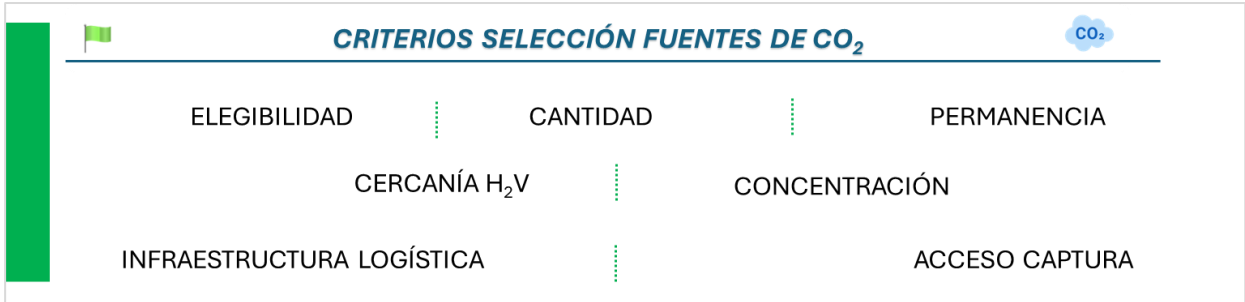 CRITERIOS SELECCIÓN FUENTES DE CO₂
CO₂
ELEGIBILIDAD
CANTIDAD
PERMANENCIA
CERCANÍA H₂V
CONCENTRACIÓN
INFRAESTRUCTURA LOGÍSTICA
ACCESO CAPTURA